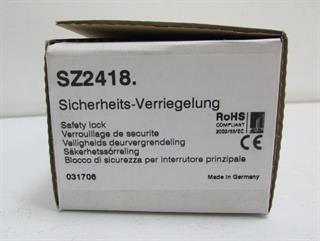 SZ2418.
Sicherheits-Verriegelung
Safety lock
Verrouillage de securite
Veiligheids deurvergrendeling
Säkerhetssörreling
Blocco di sicurezza per interrutore prinzipale
031706
RoHS
COMPLIANT
2002/95/EC
CE
Made in Germany